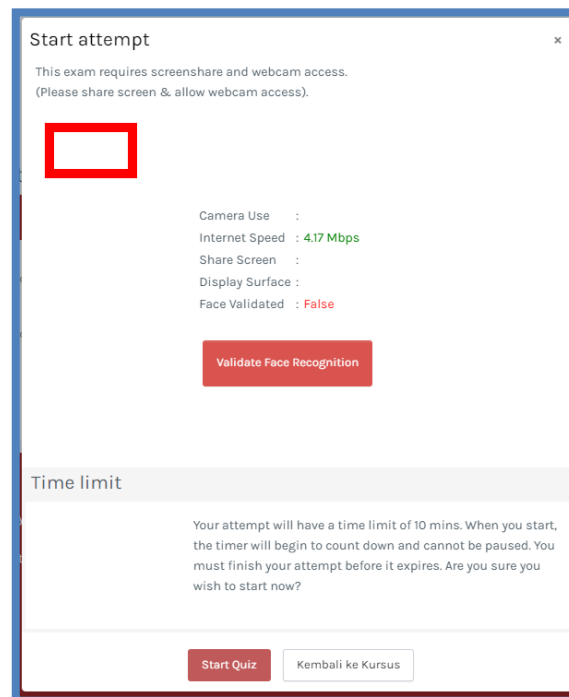 Start attempt ×
This exam requires screenshare and webcam access.
(Please share screen & allow webcam access).
Camera Use :
Internet Speed : 4.17 Mbps
Share Screen :
Display Surface :
Face Validated : False
Validate Face Recognition
Time limit
Your attempt will have a time limit of 10 mins. When you start,
the timer will begin to count down and cannot be paused. You
must finish your attempt before it expires. Are you sure you
wish to start now?
Start Quiz Kembali ke Kursus